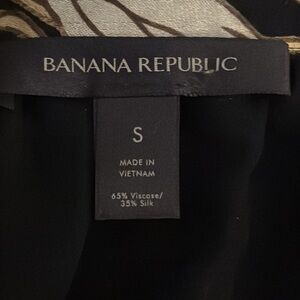 BANANA REPUBLIC
S
MADE IN
VIETNAM
65% Viscose/
35% Silk